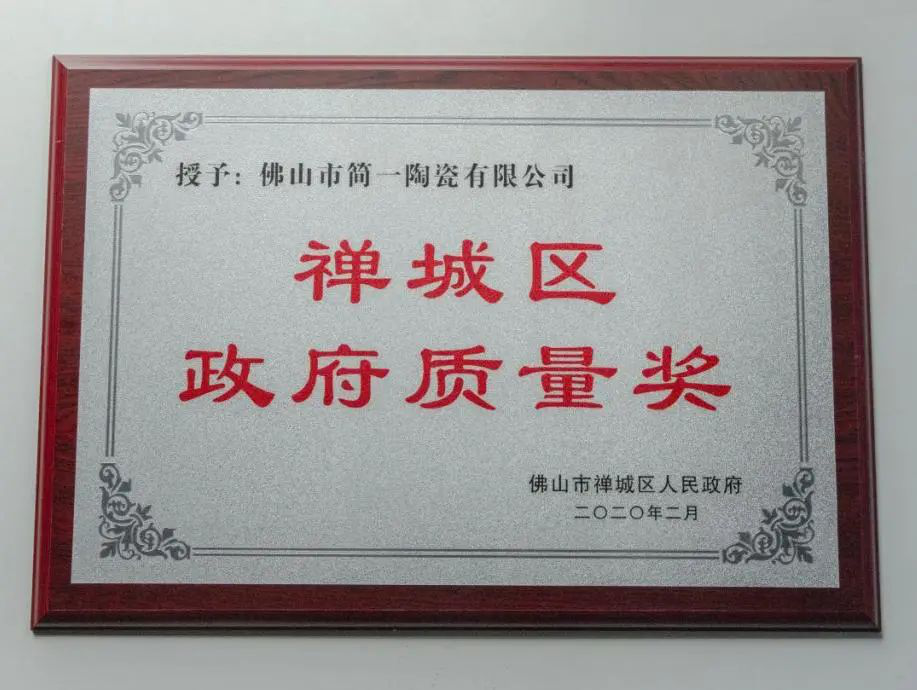 授予：佛山市简一陶瓷有限公司
禅城区
政府质量奖
佛山市禅城区人民政府
二〇二〇年二月